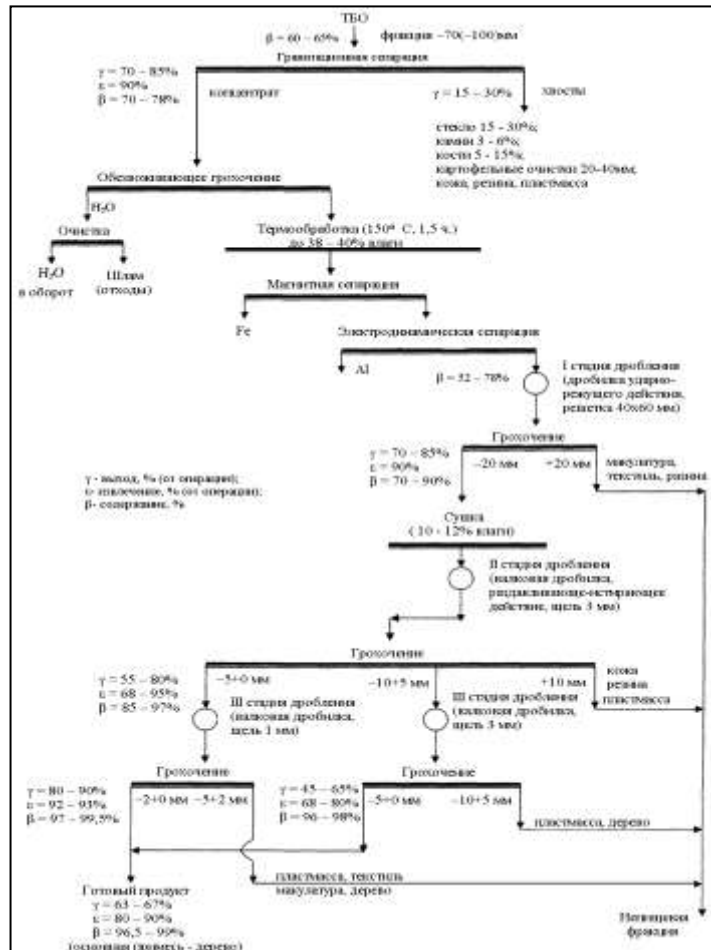 ТБО
β = 60 – 65%
фракция –70(–100)мм
Гравитационная сепарация
γ = 70 – 85%
ε = 90%
β = 70 – 78%
концентрат
γ = 15 – 30%
хвосты
стекло 15 - 30%;
камни 3 - 6%;
кости 5 - 15%;
картофельные очистки 20-40мм;
кожа, резина, пластмасса
Обезвоживающее грохочение
H₂O
Очистка
H₂O
в оборот
Шлам
(отходы)
Термообработка (150° С, 1,5 ч.)
до 38 – 40% влаги
Магнитная сепарация
Fe
Электродинамическая сепарация
Al
β = 52 – 78%
I стадия дробления
(дробилка ударно-
режущего действия,
решетка 40х60 мм)
Грохочение
γ = 70 – 85%
ε = 90%
β = 70 – 90%
–20 мм
+20 мм
макулатура,
текстиль, резина
γ - выход, % (от операции);
ε- извлечение, % (от операции);
β- содержание, %
Сушка
( 10 - 12% влаги)
II стадия дробления
(валковая дробилка,
раздавливающе-истирающее
действие, щель 3 мм)
Грохочение
γ = 55 – 80%
ε = 68 – 95%
β = 85 – 97%
–5+0 мм
–10+5 мм
+10 мм
кожа
резина
пластмасса
III стадия дробления
(валковая дробилка,
щель 1 мм)
III стадия дробления
(валковая дробилка,
щель 3 мм)
Грохочение
γ = 80 – 90%
ε = 92 – 93%
β = 97 – 99,5%
–2+0 мм
–5+2 мм
Грохочение
γ = 45 – 65%
ε = 68 – 80%
β = 96 – 98%
–5+0 мм
–10+5 мм
пластмасса, дерево
пластмасса, текстиль
макулатура, дерево
Готовый продукт
γ = 63 – 67%
ε = 80 – 90%
β = 96,5 – 99%
(основная примесь - дерево)
Непищевая
фракция